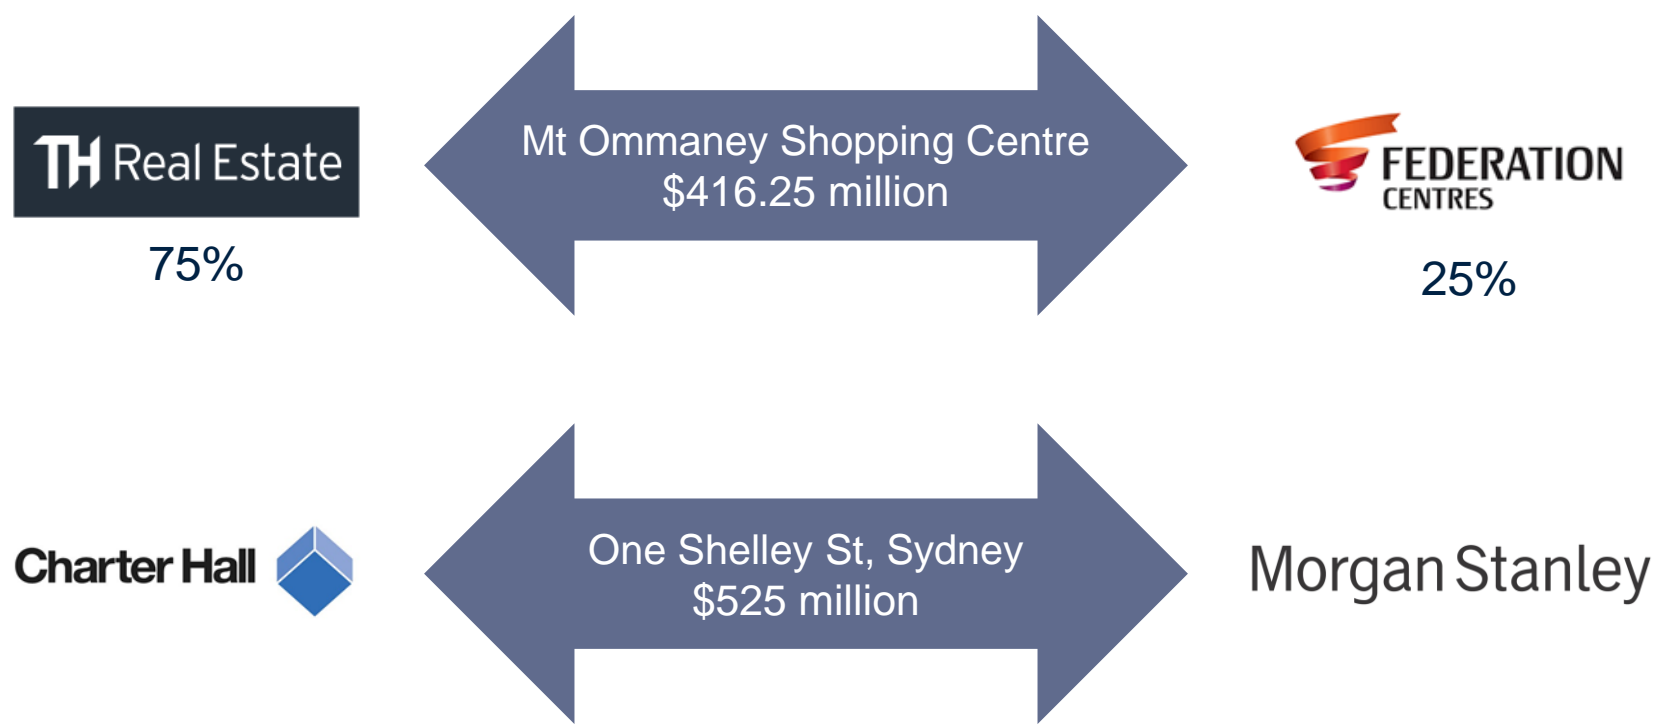 TH Real Estate
75%
Mt Ommaney Shopping Centre
$416.25 million
FEDERATION
CENTRES
25%
Charter Hall
One Shelley St, Sydney
$525 million
Morgan Stanley